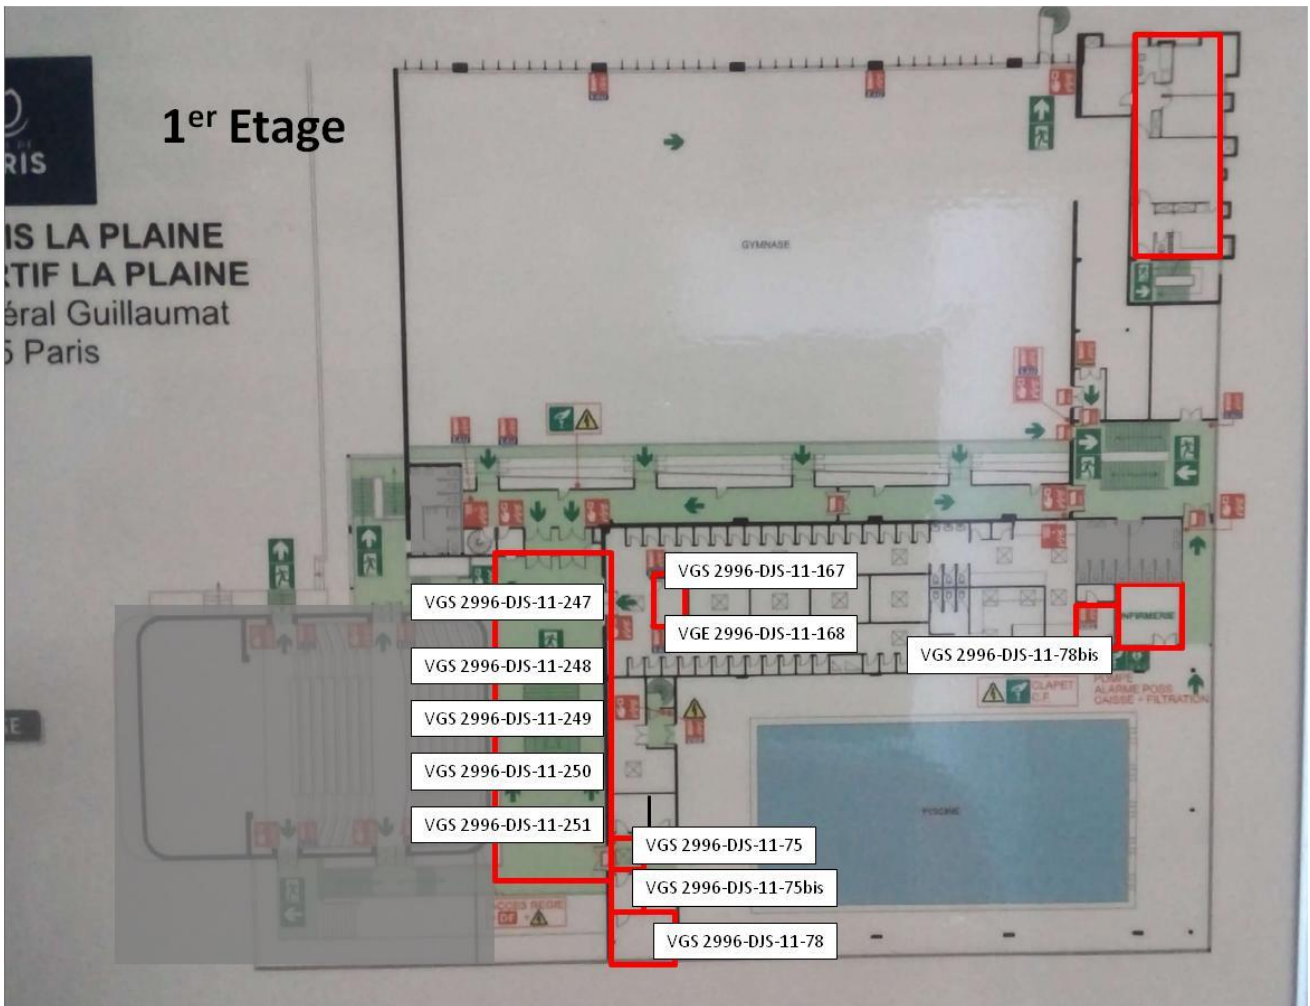 1er Etage
RIS
IS LA PLAINE
RTIF LA PLAINE
éral Guillaumat
5 Paris
GYMNASE
VGS 2996-DJS-11-167
VGS 2996-DJS-11-247
INFIRMERIE
VGE 2996-DJS-11-168
VGS 2996-DJS-11-78bis
VGS 2996-DJS-11-248
CLAPET
C.F
POMPE
ALARME POSS
CAISSE - FILTRATION
VGS 2996-DJS-11-249
VGS 2996-DJS-11-250
PISCINE
VGS 2996-DJS-11-251
VGS 2996-DJS-11-75
VGS 2996-DJS-11-75bis
ACCES REGIE
DF
VGS 2996-DJS-11-78